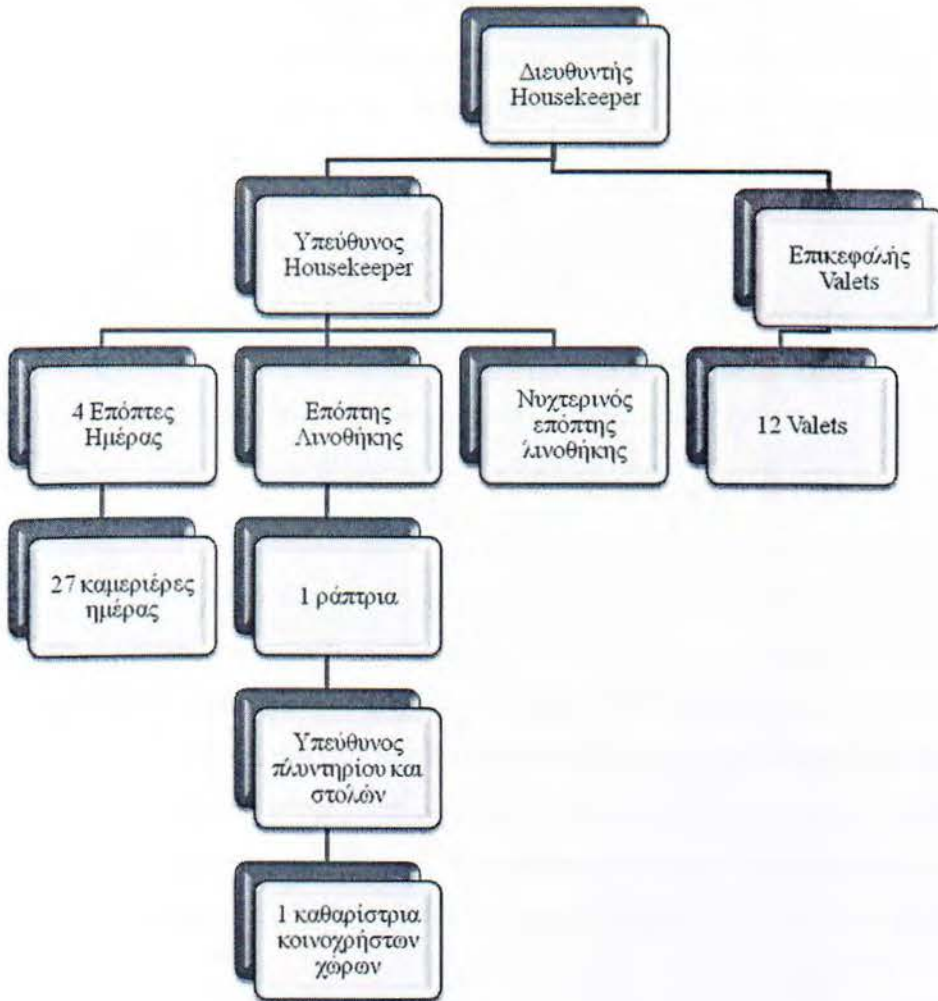 Διευθυντής
Housekeeper
Υπεύθυνος
Housekeeper
Επικεφαλής
Valets
4 Επόπτες
Ημέρας
Επόπτης
Λινοθήκης
Νυχτερινός
επόπτης
λινοθήκης
12 Valets
27 καμεριέρες
ημέρας
1 ράπτρια
Υπεύθυνος
πλυντηρίου και
στολών
1 καθαρίστρια
κοινοχρήστων
χώρων